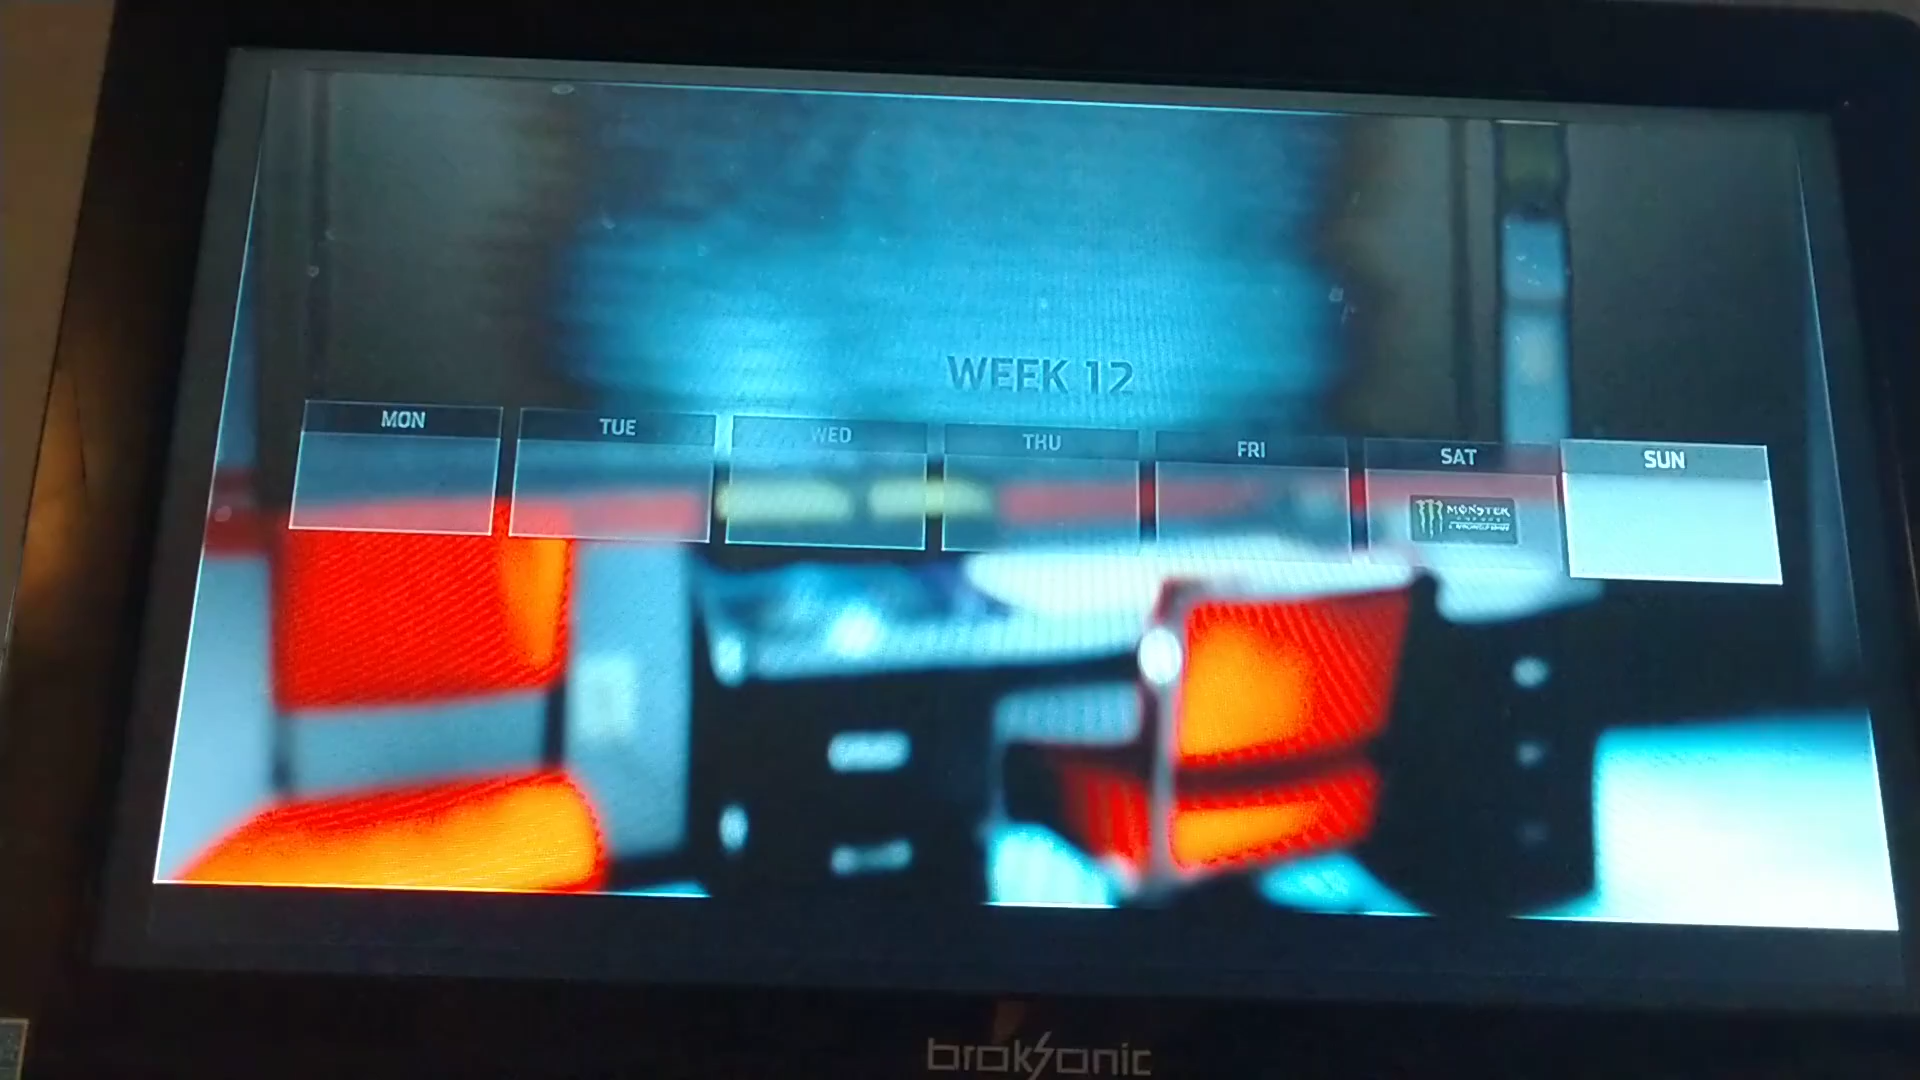 WEEK 12
MON
TUE
WED
THU
FRI
SAT
SUN
MONSTER
broksonic